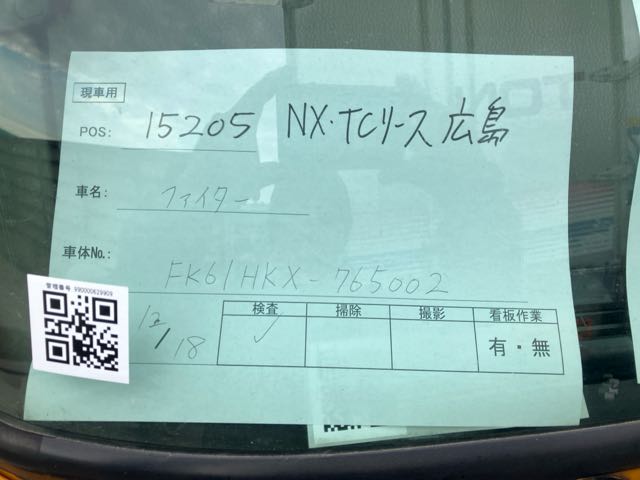 現車用
POS: 15205 NX・TCリース 広島
車名: ファイター
車体No.: FK61HKX-765002
管理番号 990000629909
12/18
検査 掃除 撮影 看板作業
✓ 有・無